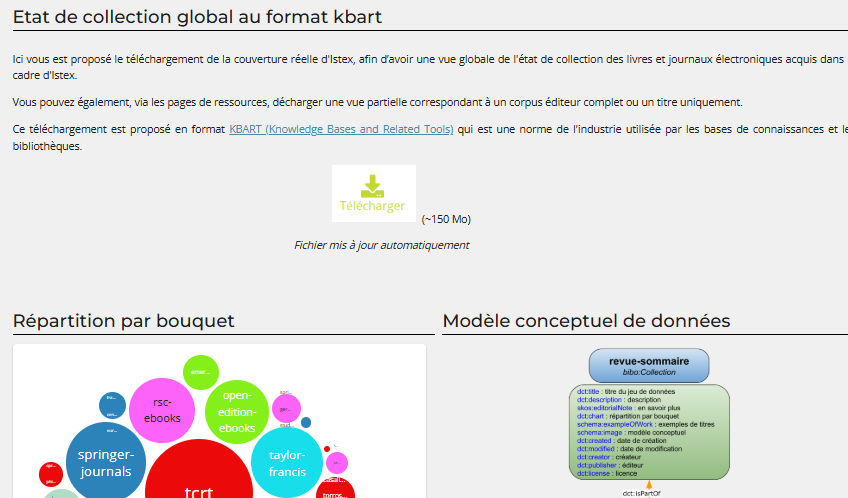 Etat de collection global au format kbart
Ici vous est proposé le téléchargement de la couverture réelle d'Istex, afin d'avoir une vue globale de l'état de collection des livres et journaux électroniques acquis dans
cadre d'Istex.
Vous pouvez également, via les pages de ressources, décharger une vue partielle correspondant à un corpus éditeur complet ou un titre uniquement.
Ce téléchargement est proposé en format KBART (Knowledge Bases and Related Tools) qui est une norme de l'industrie utilisée par les bases de connaissances et le
bibliothèques.
Télécharger
(~150 Mo)
Fichier mis à jour automatiquement
Répartition par bouquet
rsc-
ebooks
open-
edition-
ebooks
springer-
journals
taylor-
francis
tcrt
Modèle conceptuel de données
revue-sommaire
bibo:Collection
dct:title : titre du jeu de données
dct:description : description
skos:editorialNote : en savoir plus
dct:chart : répartition par bouquet
schema:exampleOfWork : exemples de titres
schema:image : modèle conceptuel
dct:created : date de création
dct:modified : date de modification
dct:creator : créateur
dct:publisher : éditeur
dct:license : licence
dct:isPartOf